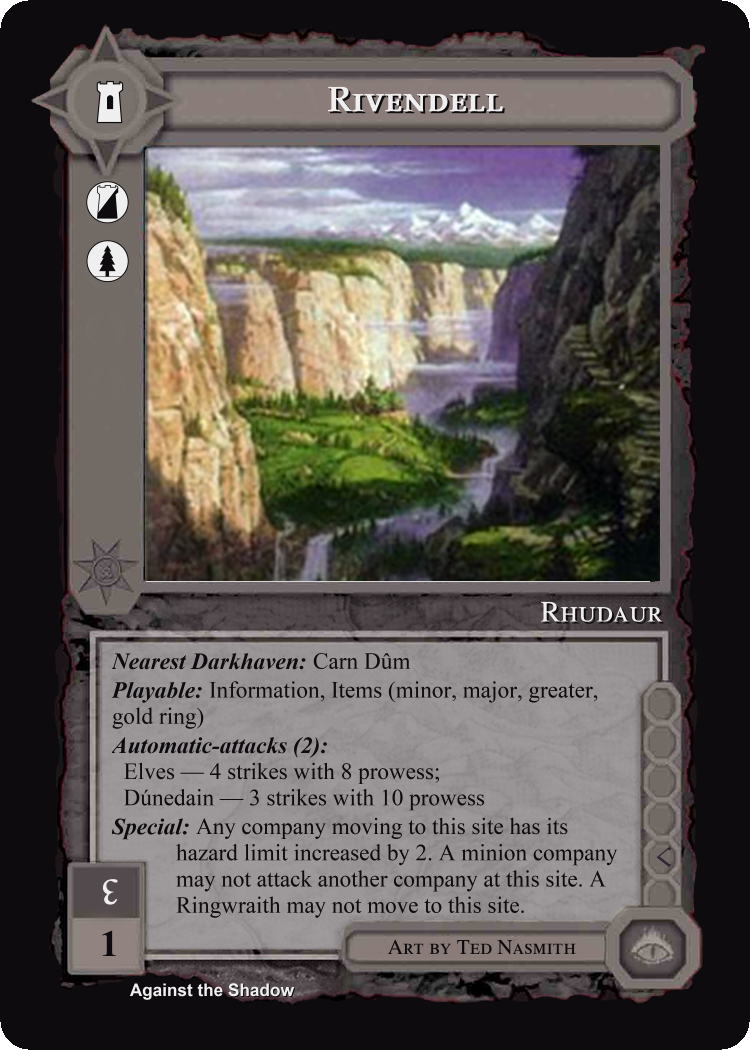 Rivendell
Rhudaur
Nearest Darkhaven: Carn Dûm
Playable: Information, Items (minor, major, greater,
gold ring)
Automatic-attacks (2):
Elves — 4 strikes with 8 prowess;
Dúnedain — 3 strikes with 10 prowess
Special: Any company moving to this site has its
hazard limit increased by 2. A minion company
may not attack another company at this site. A
Ringwraith may not move to this site.
ε
1
Art by Ted Nasmith
Against the Shadow